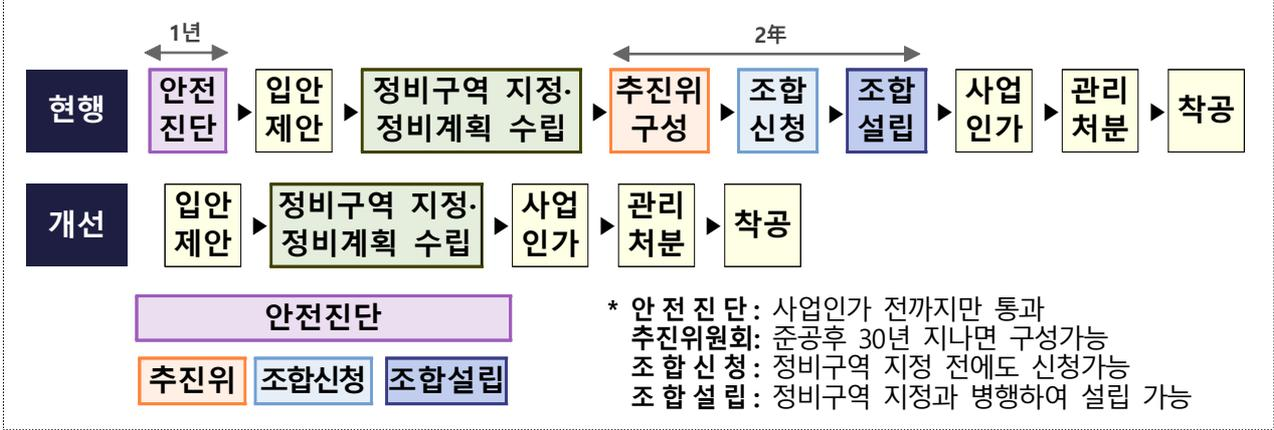 1년
2年
현행
안전
진단
입안
제안
정비구역 지정·
정비계획 수립
추진위
구성
조합
신청
조합
설립
사업
인가
관리
처분
착공
개선
입안
제안
정비구역 지정·
정비계획 수립
사업
인가
관리
처분
착공
안전진단
추진위
조합신청
조합설립
* 안 전 진 단 : 사업인가 전까지만 통과
추진위원회: 준공후 30년 지나면 구성가능
조 합 신 청 : 정비구역 지정 전에도 신청가능
조 합 설 립 : 정비구역 지정과 병행하여 설립 가능